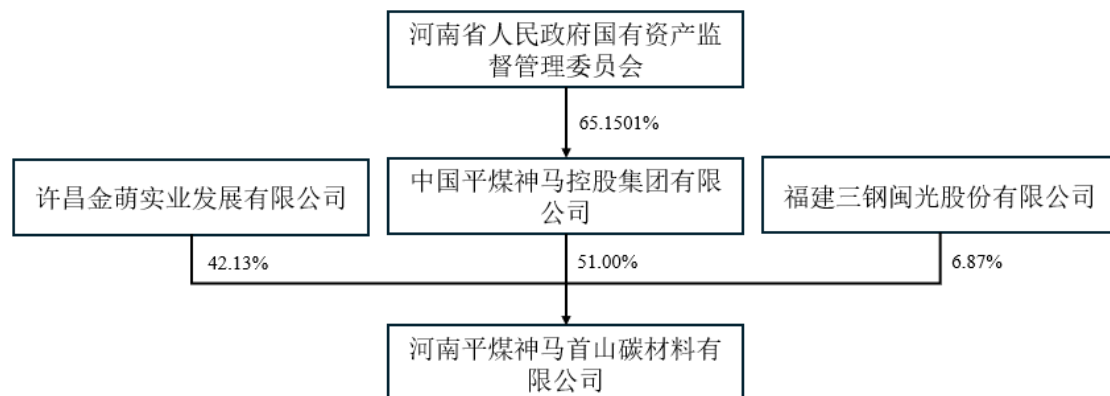 河南省人民政府国有资产监
督管理委员会
65.1501%
许昌金萌实业发展有限公司
中国平煤神马控股集团有限
公司
福建三钢闽光股份有限公司
42.13%
51.00%
6.87%
河南平煤神马首山碳材料有
限公司